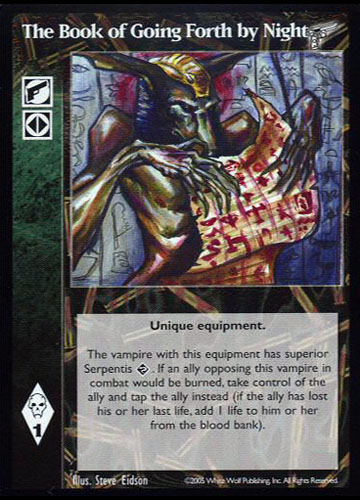 The Book of Going Forth by Night
Unique equipment.
The vampire with this equipment has superior
Serpentis . If an ally opposing this vampire in
combat would be burned, take control of the
ally and tap the ally instead (if the ally has lost
his or her last life, add 1 life to him or her
from the blood bank).
1
Illus. Steve Eidson
©2005 White Wolf Publishing, Inc. All Rights Reserved.